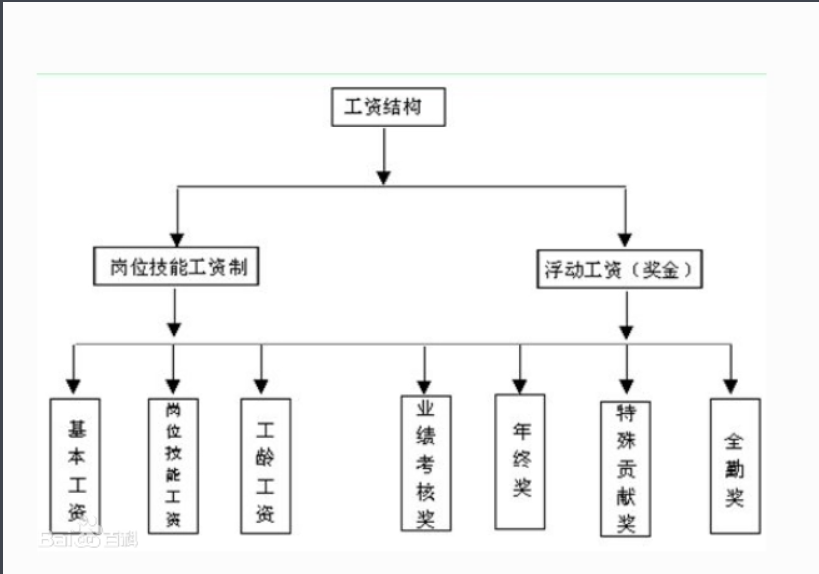 工资结构
岗位技能工资制
浮动工资（奖金）
基本工资
岗位技能工资
工龄工资
业绩考核奖
年终奖
特殊贡献奖
全勤奖
Bai百科